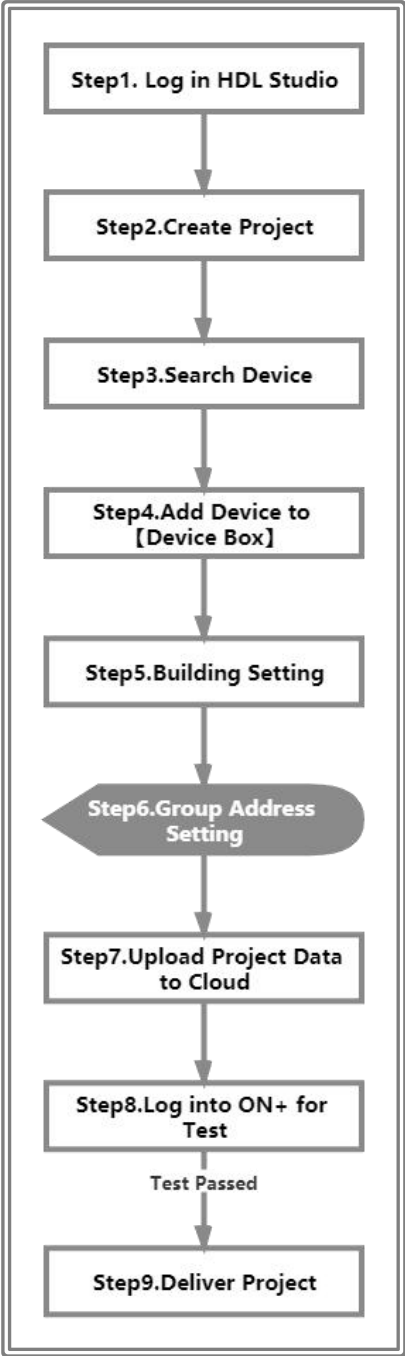 Step1. Log in HDL Studio
Step2.Create Project
Step3.Search Device
Step4.Add Device to
【Device Box】
Step5.Building Setting
Step6.Group Address
Setting
Step7.Upload Project Data
to Cloud
Step8.Log into ON+ for
Test
Test Passed
Step9.Deliver Project